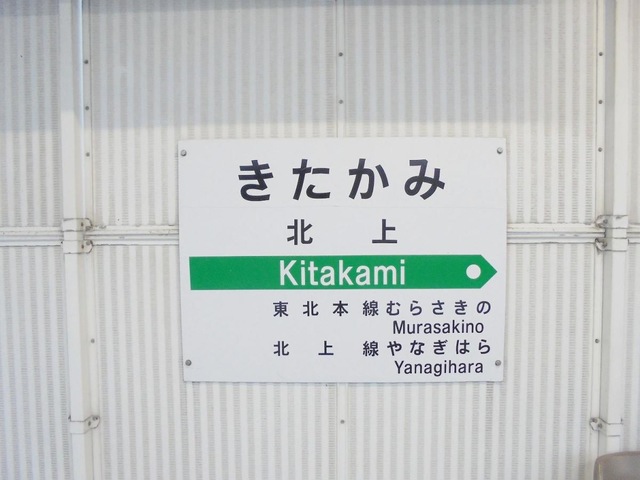 きたかみ
北上
Kitakami
東北本線むらさきの
Murasakino
北上線やなぎはら
Yanagihara